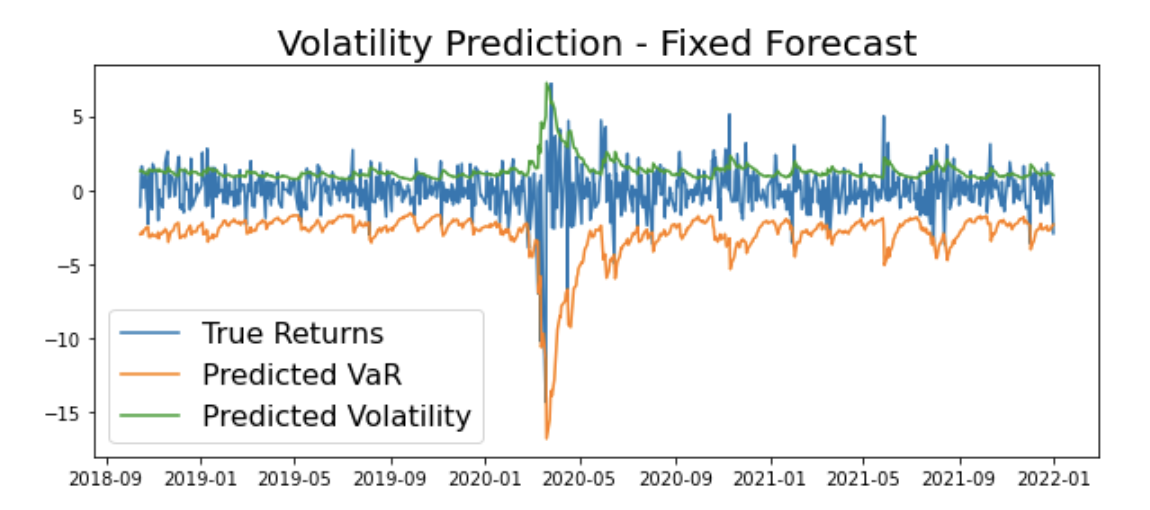 Volatility Prediction - Fixed Forecast
5
0
−5
−10
−15
True Returns
Predicted VaR
Predicted Volatility
2018-09 2019-01 2019-05 2019-09 2020-01 2020-05 2020-09 2021-01 2021-05 2021-09 2022-01